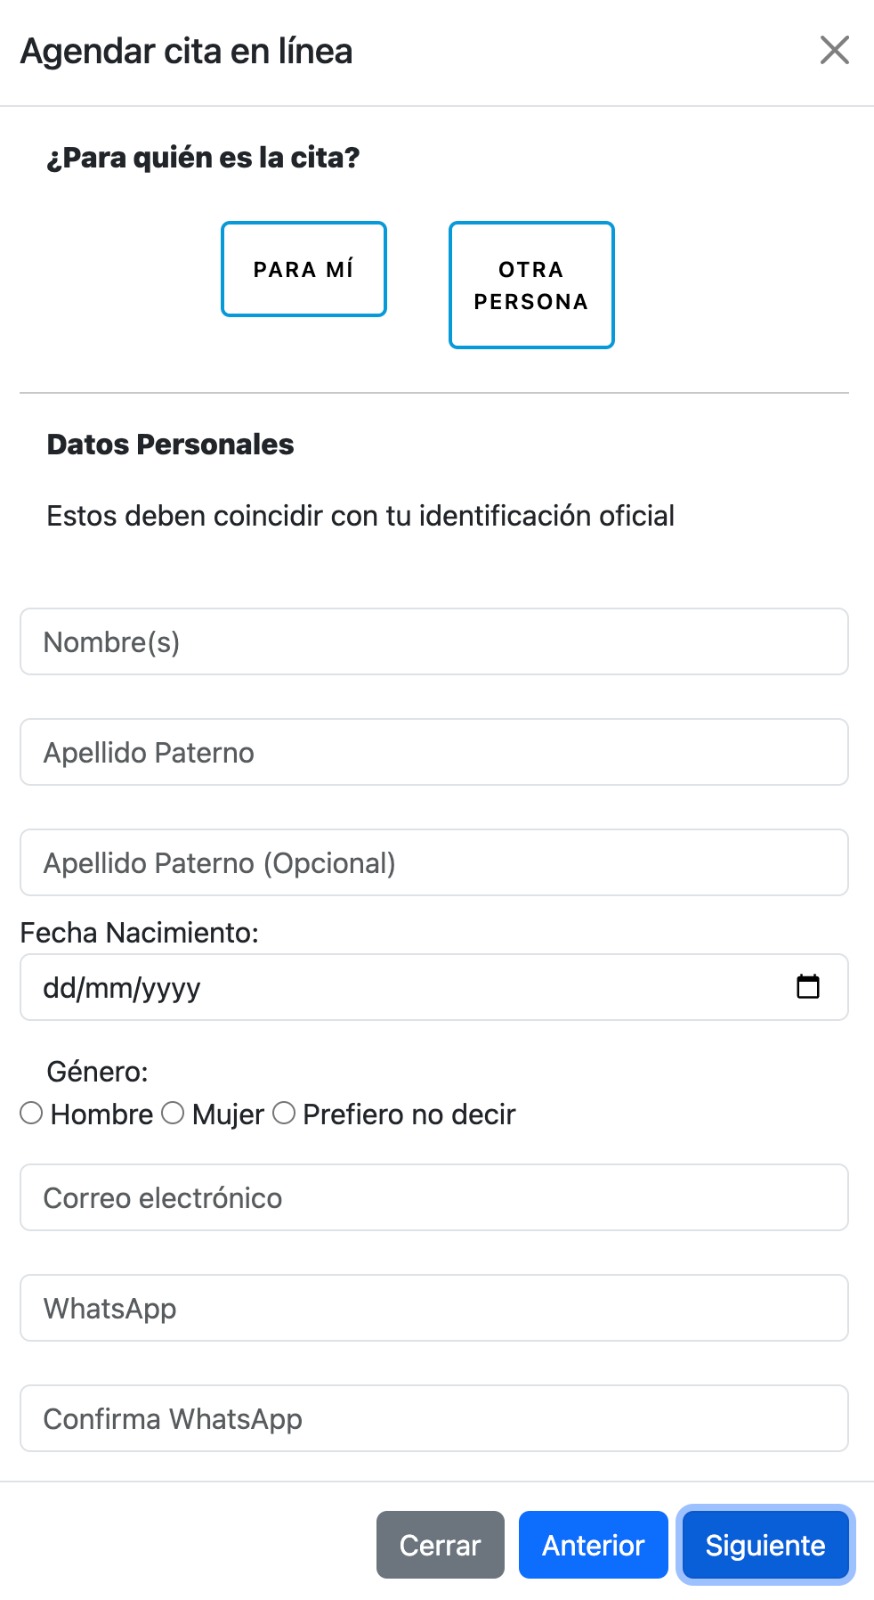 Agendar cita en línea
¿Para quién es la cita?
PARA MÍ
OTRA
PERSONA
Datos Personales
Estos deben coincidir con tu identificación oficial
Nombre(s)
Apellido Paterno
Apellido Paterno (Opcional)
Fecha Nacimiento:
dd/mm/yyyy
Género:
Hombre Mujer Prefiero no decir
Correo electrónico
WhatsApp
Confirma WhatsApp
Cerrar Anterior Siguiente